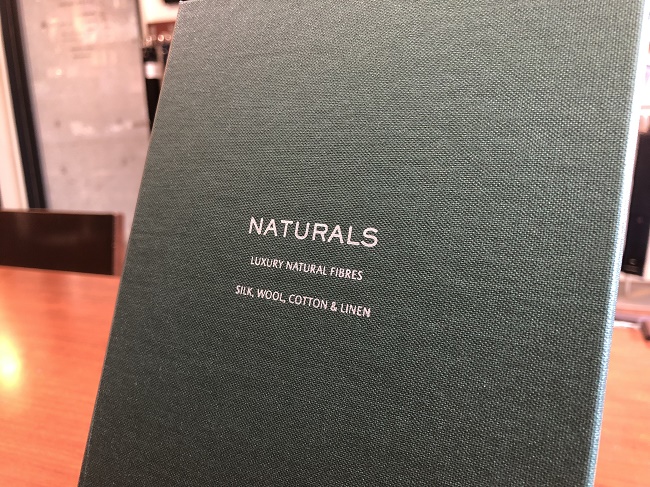 NATURALS
LUXURY NATURAL FIBRES
SILK, WOOL, COTTON & LINEN